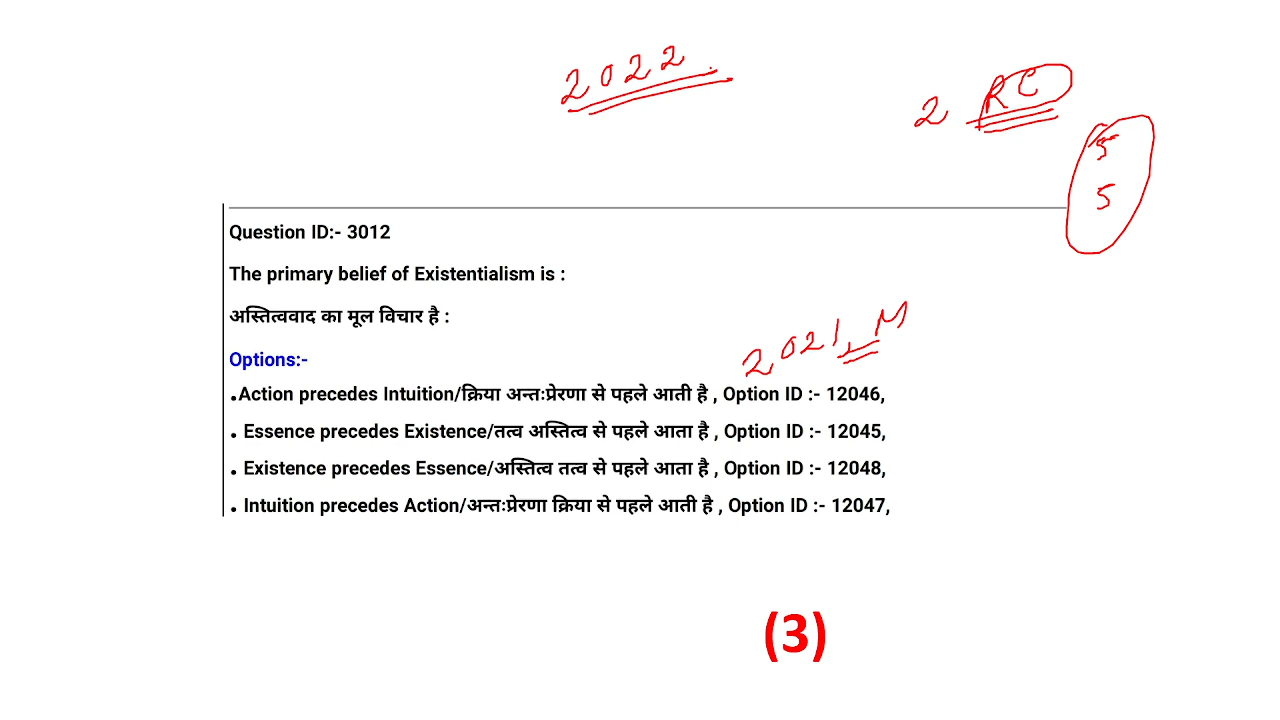 2022
2 RC
5
5
Question ID:- 3012
The primary belief of Existentialism is :
अस्तित्ववाद का मूल विचार है :
2021, M
Options:-
.Action precedes Intuition/क्रिया अन्तःप्रेरणा से पहले आती है , Option ID :- 12046,
. Essence precedes Existence/तत्व अस्तित्व से पहले आता है , Option ID :- 12045,
. Existence precedes Essence/अस्तित्व तत्व से पहले आता है , Option ID :- 12048,
. Intuition precedes Action/अन्तःप्रेरणा क्रिया से पहले आती है , Option ID :- 12047,
(3)